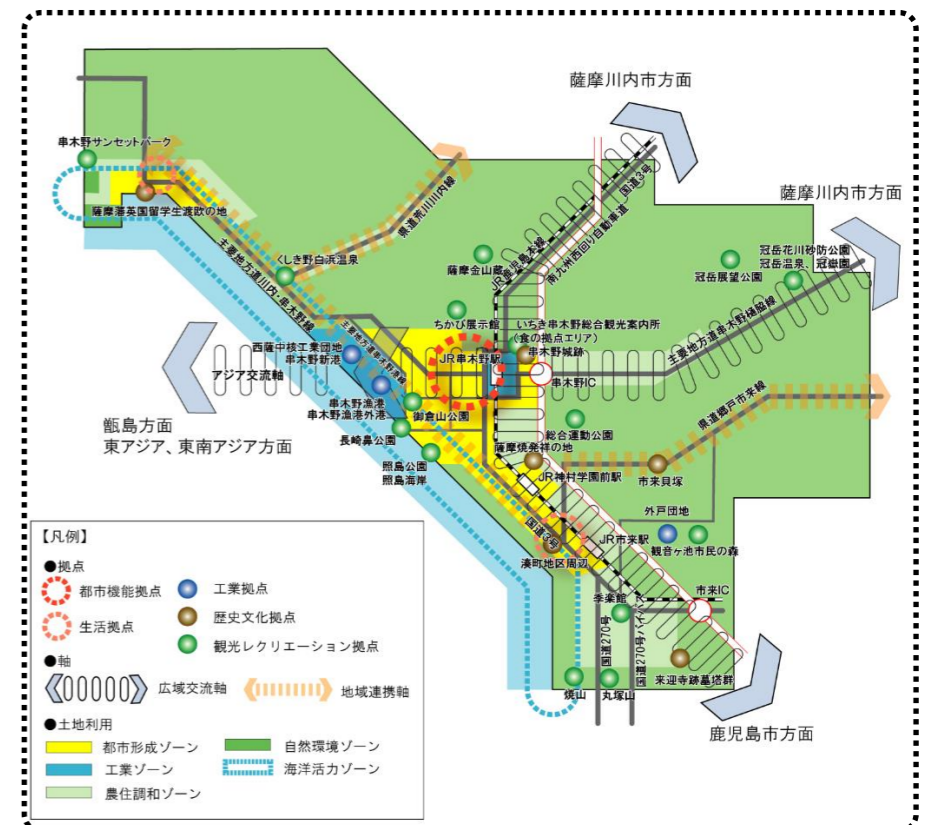 薩摩川内市方面
薩摩川内市方面
串木野サンセットパーク
薩摩藩英国留学生渡欧の地
県道荒川川内線
国道3号
JR鹿児島本線
南九州西回り自動車道
主要地方道川内・串木野線
くしき野白浜温泉
薩摩金山蔵
冠岳花川砂防公園
冠岳温泉、冠嶽園
冠岳展望公園
ちかび展示館
いちき串木野総合観光案内所
(食の拠点エリア)
串木野城跡
JR串木野駅
主要地方道串木野樋脇線
西薩中核工業団地
串木野新港
主要地方道串木野港線
アジア交流軸
串木野IC
串木野漁港
串木野漁港外港
御倉山公園
長崎鼻公園
県道郷戸市来線
甑島方面
東アジア、東南アジア方面
総合運動公園
照島公園
照島海岸
薩摩焼発祥の地
JR神村学園前駅
市来貝塚
国道3号
外戸団地
JR市来駅
観音ヶ池市民の森
湊町地区周辺
季楽館
市来IC
国道270号
国道270号バイパス
来迎寺跡墓塔群
焼山
丸塚山
鹿児島市方面
【凡例】
●拠点
都市機能拠点
工業拠点
生活拠点
歴史文化拠点
観光レクリエーション拠点
●軸
広域交流軸
地域連携軸
●土地利用
都市形成ゾーン
自然環境ゾーン
工業ゾーン
海洋活力ゾーン
農住調和ゾーン